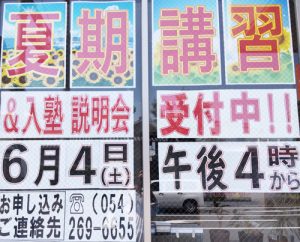 夏期講習
&入塾説明会 受付中!!
6月4日(土) 午後4時から
お申し込み ご連絡先 ☎(054) 269-6655